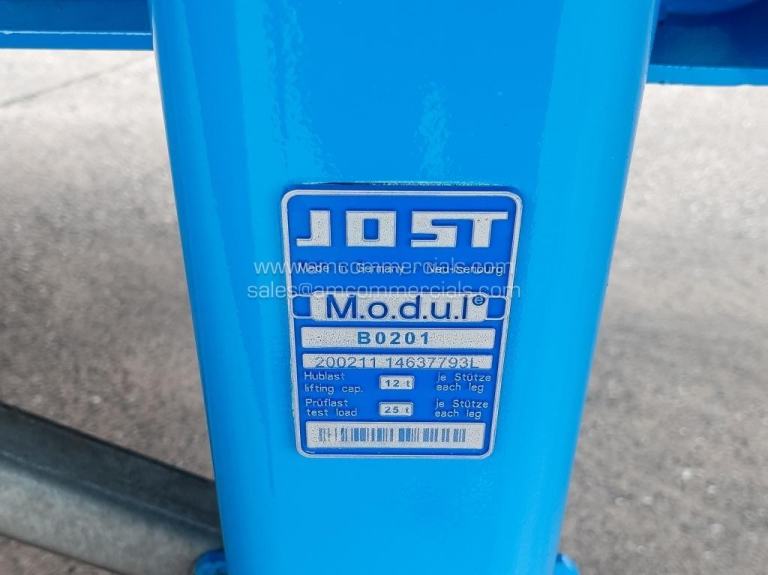 JOST
Made in Germany / Neu-Isenburg
www.amcommercials.com
sales@amcommercials.com
M.o.d.u.l®
B0201
200211 14637793L
Hublast 12 t je Stütze
lifting cap. each leg
Prüflast 25 t je Stütze
test load each leg